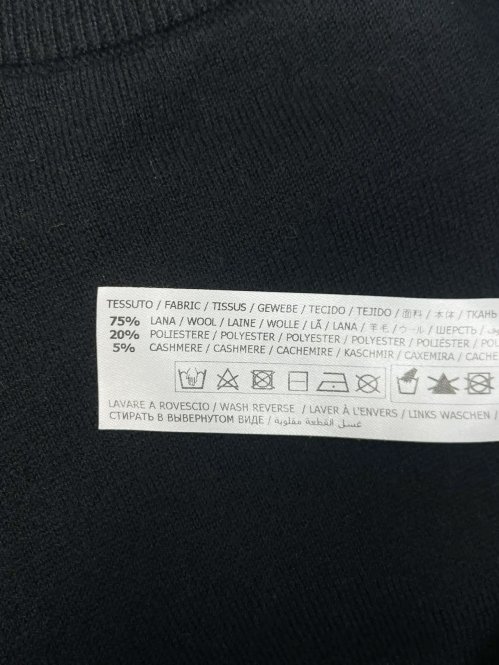 TESSUTO / FABRIC / TISSUS / GEWEBE / TECIDO / TEJIDO / 面料 / 本体 / ТКАНЬ
75% LANA / WOOL / LAINE / WOLLE / LÃ / LANA / 羊毛 / ウール / ШЕРСТЬ /
20% POLIESTERE / POLYESTER / POLYESTER / POLYESTER / POLIÉSTER / POL
5% CASHMERE / CASHMERE / CACHEMIRE / KASCHMIR / CAXEMIRA / CACHE
LAVARE A ROVESCIO / WASH REVERSE / LAVER À L'ENVERS / LINKS WASCHEN /
СТИРАТЬ В ВЫВЕРНУТОМ ВИДЕ / غسل القطعة مقلوبة /